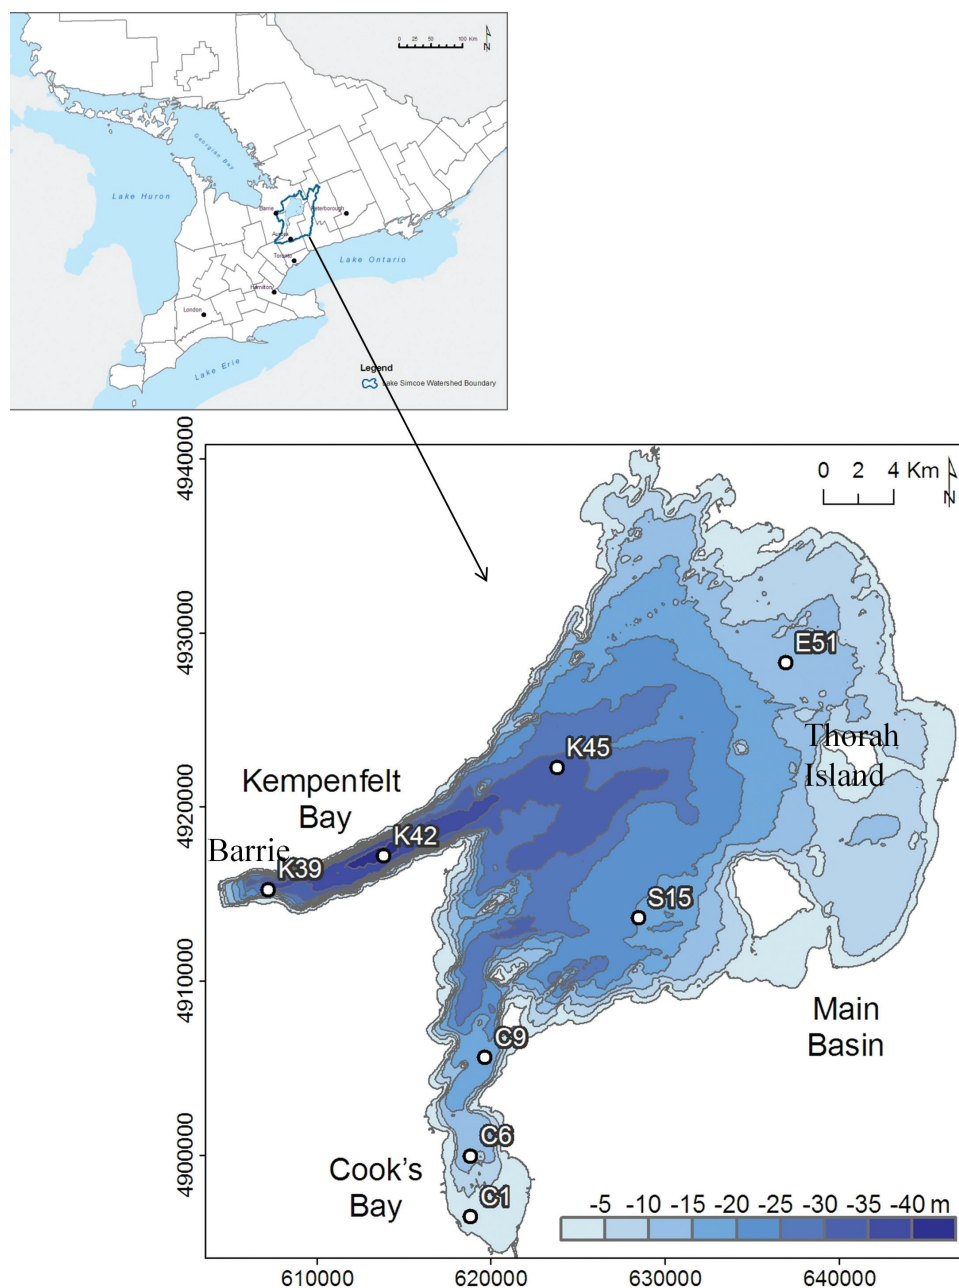 0 25 50 100 Km
N
Georgian Bay
Lake Huron
Barrie
Peterborough
Aurora
Toronto
Lake Ontario
Hamilton
London
Lake Erie
Legend
Lake Simcoe Watershed Boundary
4940000
0 2 4 Km
N
4930000
E51
Thorah
Island
K45
Kempenfelt
Bay
4920000
K42
Barrie
K39
S15
4910000
Main
Basin
C9
C6
4900000
Cook's
Bay
C1
-5 -10 -15 -20 -25 -30 -35 -40 m
610000 620000 630000 640000